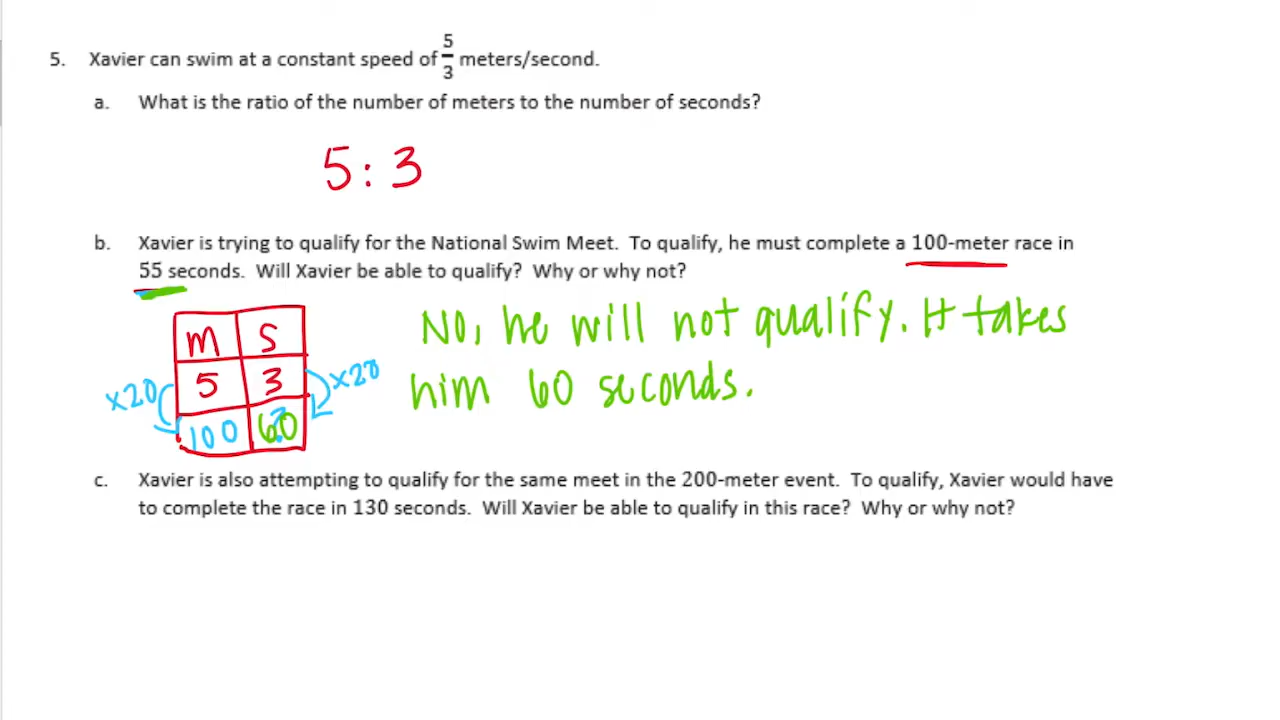 5. Xavier can swim at a constant speed of 5/3 meters/second.
a. What is the ratio of the number of meters to the number of seconds?
5:3
b. Xavier is trying to qualify for the National Swim Meet. To qualify, he must complete a 100-meter race in
55 seconds. Will Xavier be able to qualify? Why or why not?
m S
5 3
x20 x20
100 60
No, he will not qualify. It takes
him 60 seconds.
c. Xavier is also attempting to qualify for the same meet in the 200-meter event. To qualify, Xavier would have
to complete the race in 130 seconds. Will Xavier be able to qualify in this race? Why or why not?